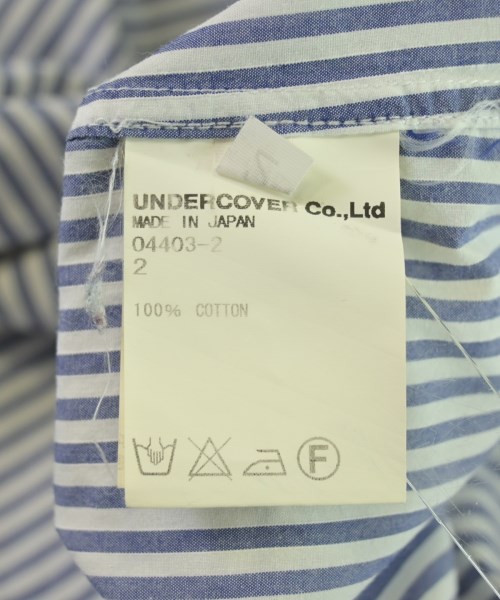 UNDERCOVER Co.,Ltd
MADE IN JAPAN
04403-2
2
100% COTTON
F